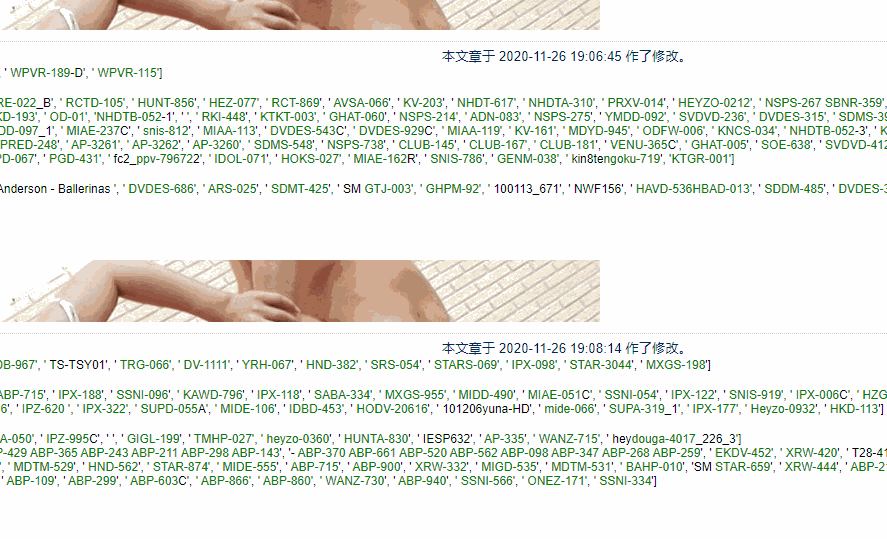 本文章于 2020-11-26 19:06:45 作了修改。
' WPVR-189-D', ' WPVR-115']
RE-022_B', ' RCTD-105', ' HUNT-856', ' HEZ-077', ' RCT-869', ' AVSA-066', ' KV-203', ' NHDT-617', ' NHDTA-310', ' PRXV-014', ' HEYZO-0212', ' NSPS-267 SBNR-359',
KD-193', ' OD-01', 'NHDTB-052-1', ' ', ' RKI-448', ' KTKT-003', ' GHAT-060', ' NSPS-214', ' ADN-083', ' NSPS-275', ' YMDD-092', ' SVDVD-236', ' DVDES-315', ' SDMS-39
DD-097_1', ' MIAE-237C', ' snis-812', ' MIAA-113', ' DVDES-543C', ' DVDES-929C', ' MIAA-119', ' KV-161', ' MDYD-945', ' ODFW-006', ' KNCS-034', ' NHDTB-052-3', ' K
PRED-248', ' AP-3261', ' AP-3262', ' AP-3260', ' SDMS-548', ' NSPS-738', ' CLUB-145', ' CLUB-167', ' CLUB-181', ' VENU-365C', ' GHAT-005', ' SOE-638', ' SVDVD-412
PD-067', ' PGD-431', ' fc2_ppv-796722', ' IDOL-071', ' HOKS-027', ' MIAE-162R', ' SNIS-786', ' GENM-038', ' kin8tengoku-719', 'KTGR-001']
Anderson - Ballerinas ', ' DVDES-686', ' ARS-025', ' SDMT-425', ' SM GTJ-003', ' GHPM-92', ' 100113_671', ' NWF156', ' HAVD-536HBAD-013', ' SDDM-485', ' DVDES-3
本文章于 2020-11-26 19:08:14 作了修改。
OB-967', ' TS-TSY01', ' TRG-066', ' DV-1111', ' YRH-067', ' HND-382', ' SRS-054', ' STARS-069', ' IPX-098', ' STAR-3044', ' MXGS-198']
ABP-715', ' IPX-188', ' SSNI-096', ' KAWD-796', ' IPX-118', ' SABA-334', ' MXGS-955', ' MIDD-490', ' MIAE-051C', ' SSNI-054', ' IPX-122', ' SNIS-919', ' IPX-006C', ' HZG
6', ' IPZ-620 ', ' IPX-322', ' SUPD-055A', ' MIDE-106', ' IDBD-453', ' HODV-20616', ' 101206yuna-HD', ' mide-066', ' SUPA-319_1', ' IPX-177', ' Heyzo-0932', ' HKD-113']
A-050', ' IPZ-995C', ' ', ' GIGL-199', ' TMHP-027', ' heyzo-0360', ' HUNTA-830', ' IESP632', ' AP-335', ' WANZ-715', ' heydouga-4017_226_3']
P-429 ABP-365 ABP-243 ABP-211 ABP-298 ABP-143', '- ABP-370 ABP-661 ABP-520 ABP-562 ABP-098 ABP-347 ABP-268 ABP-259', ' EKDV-452', ' XRW-420', ' T28-41
', ' MDTM-529', ' HND-562', ' STAR-874', ' MIDE-555', ' ABP-715', ' ABP-900', ' XRW-332', ' MIGD-535', ' MDTM-531', ' BAHP-010', 'SM STAR-659', ' XRW-444', ' ABP-2
' ABP-109', ' ABP-299', ' ABP-603C', ' ABP-866', ' ABP-860', ' WANZ-730', ' ABP-940', ' SSNI-566', ' ONEZ-171', ' SSNI-334']